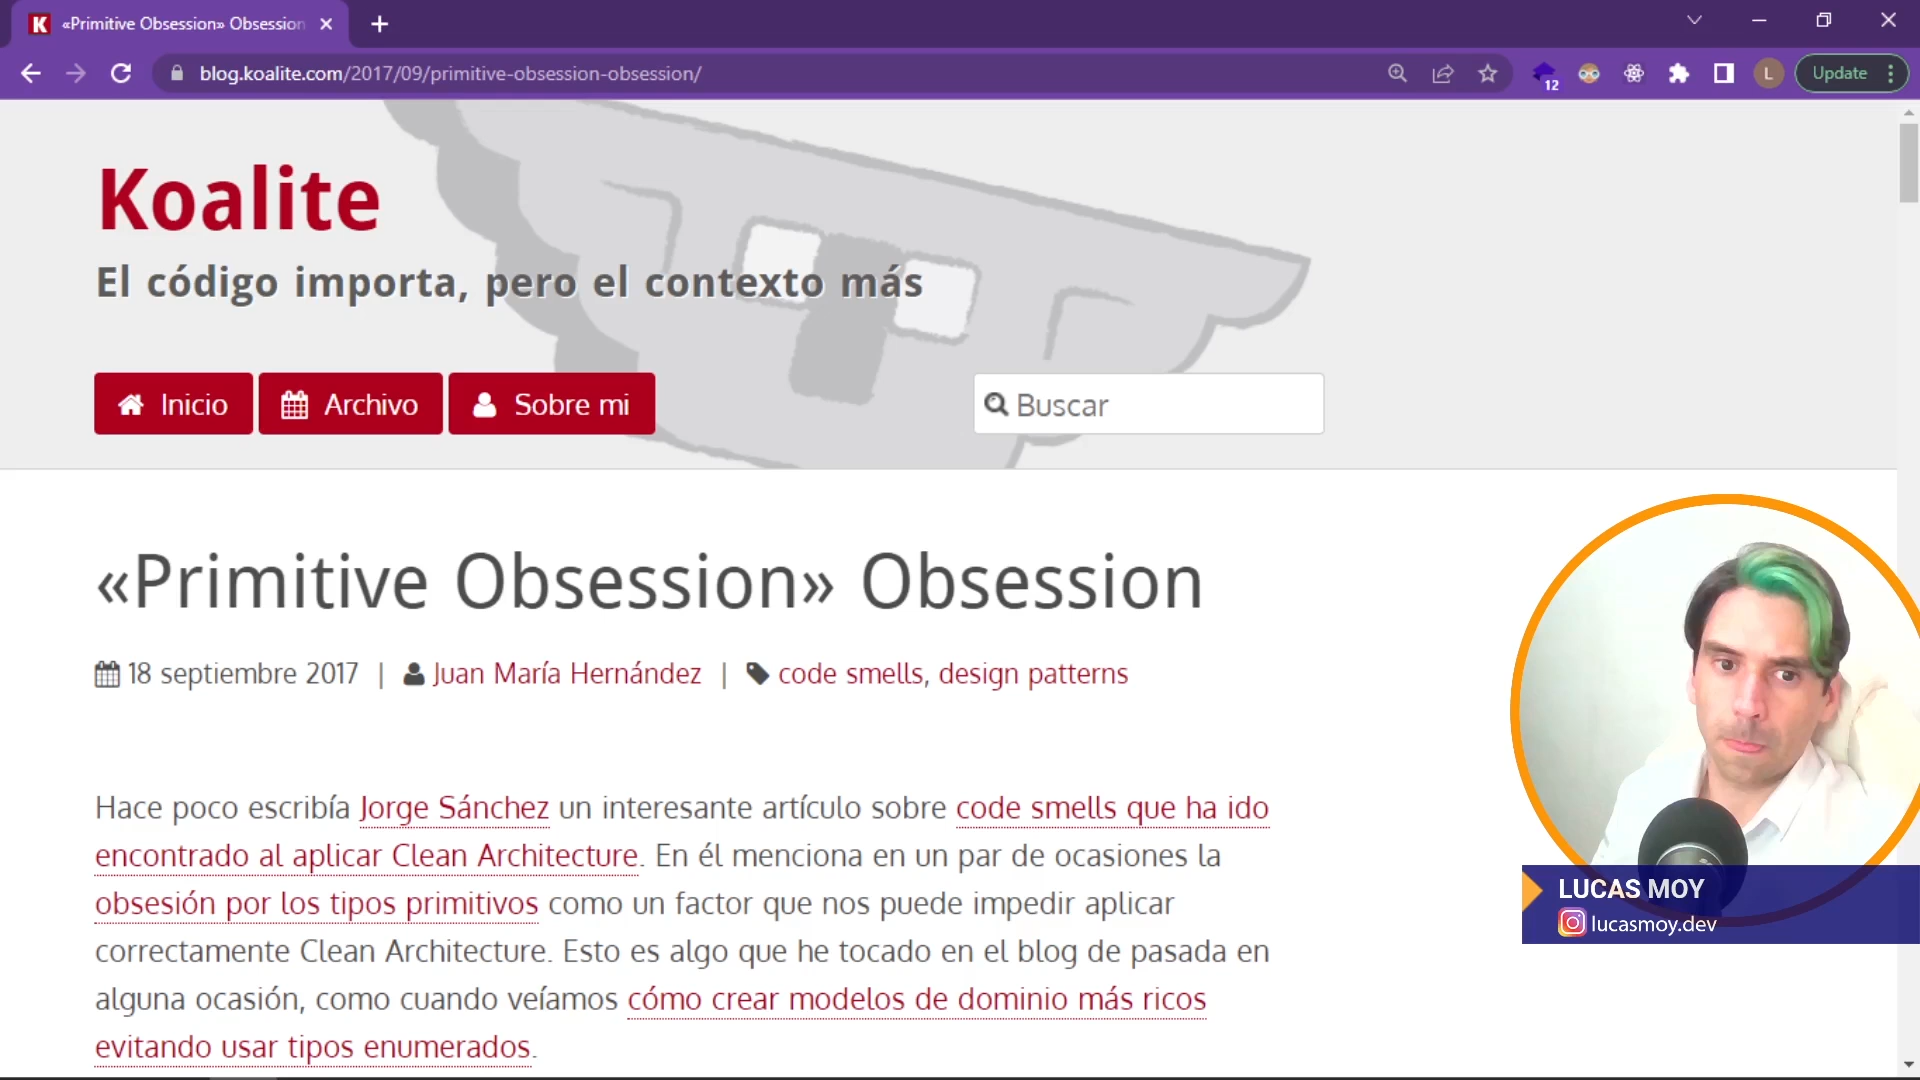 «Primitive Obsession» Obsession
blog.koalite.com/2017/09/primitive-obsession-obsession/
12
L
Update
Koalite
El código importa, pero el contexto más
Inicio
Archivo
Sobre mi
Buscar
«Primitive Obsession» Obsession
18 septiembre 2017 | Juan María Hernández | code smells, design patterns
Hace poco escribía Jorge Sánchez un interesante artículo sobre code smells que ha ido
encontrado al aplicar Clean Architecture. En él menciona en un par de ocasiones la
obsesión por los tipos primitivos como un factor que nos puede impedir aplicar
correctamente Clean Architecture. Esto es algo que he tocado en el blog de pasada en
alguna ocasión, como cuando veíamos cómo crear modelos de dominio más ricos
evitando usar tipos enumerados.
LUCAS MOY
lucasmoy.dev